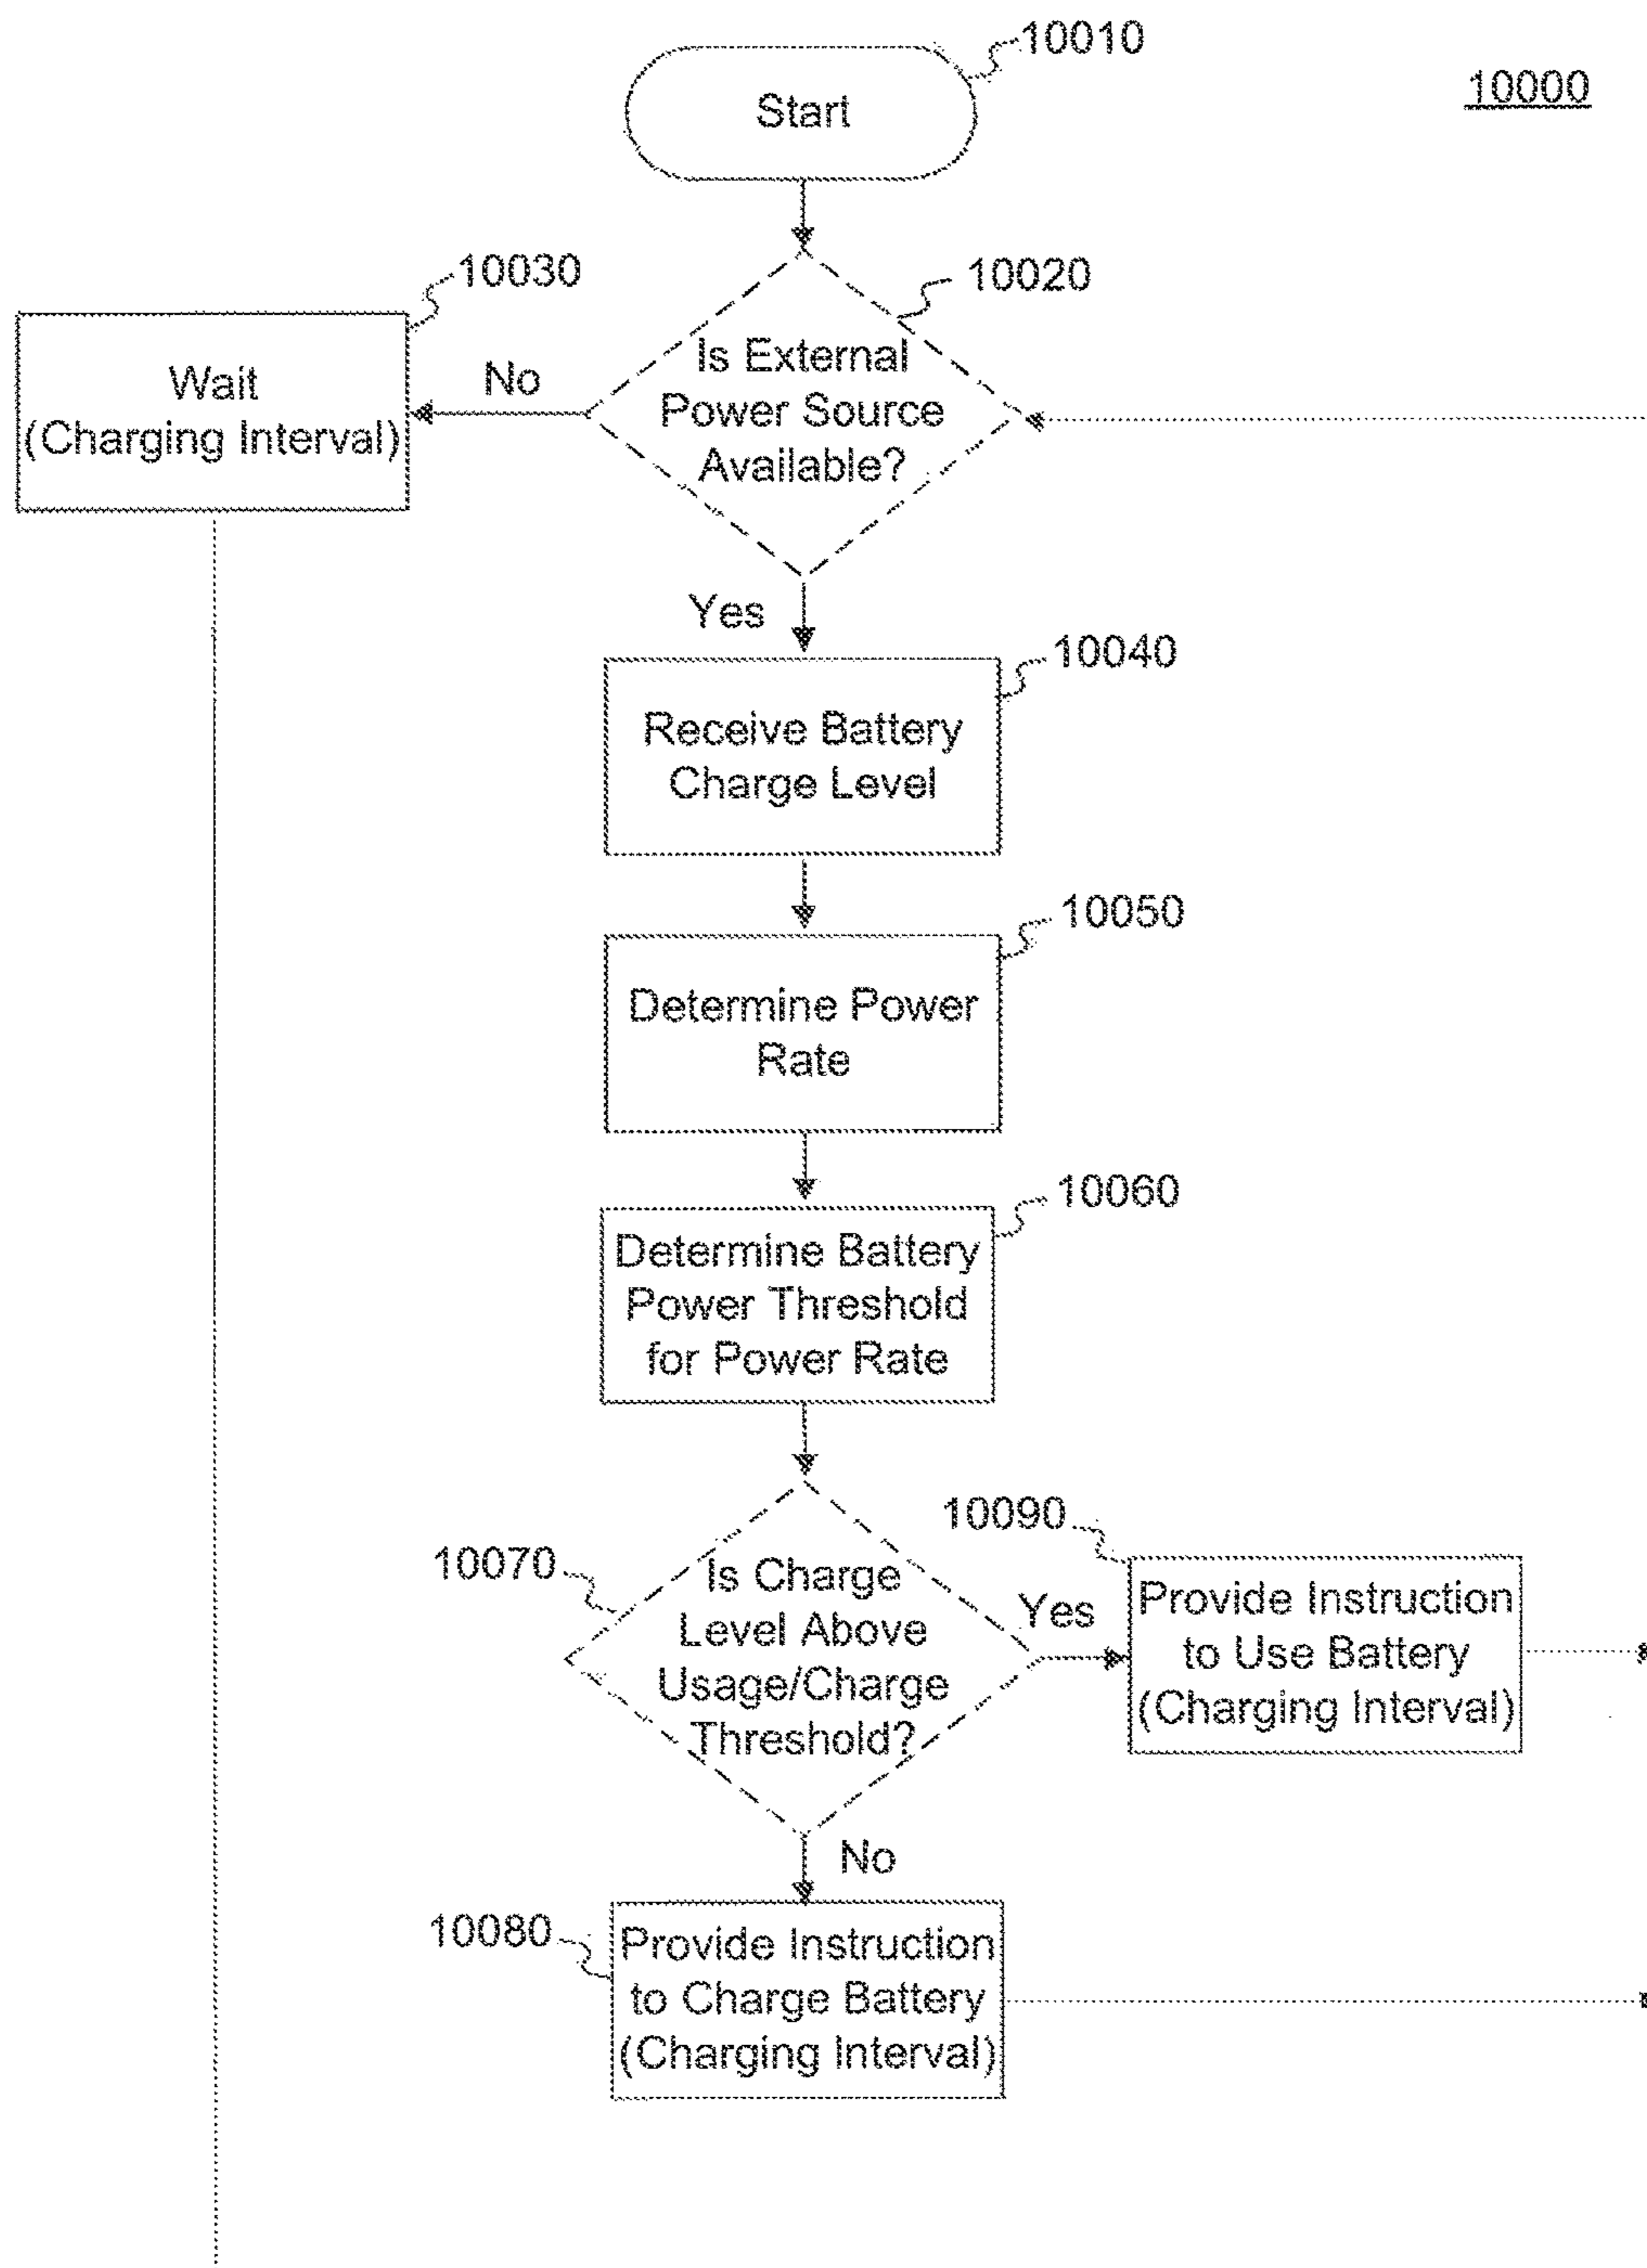 10010
10000
Start
10030
10020
Wait
(Charging Interval)
No
Is External
Power Source
Available?
Yes
10040
Receive Battery
Charge Level
10050
Determine Power
Rate
10060
Determine Battery
Power Threshold
for Power Rate
10090
10070
Is Charge
Level Above
Usage/Charge
Threshold?
Yes
Provide Instruction
to Use Battery
(Charging Interval)
No
10080
Provide Instruction
to Charge Battery
(Charging Interval)